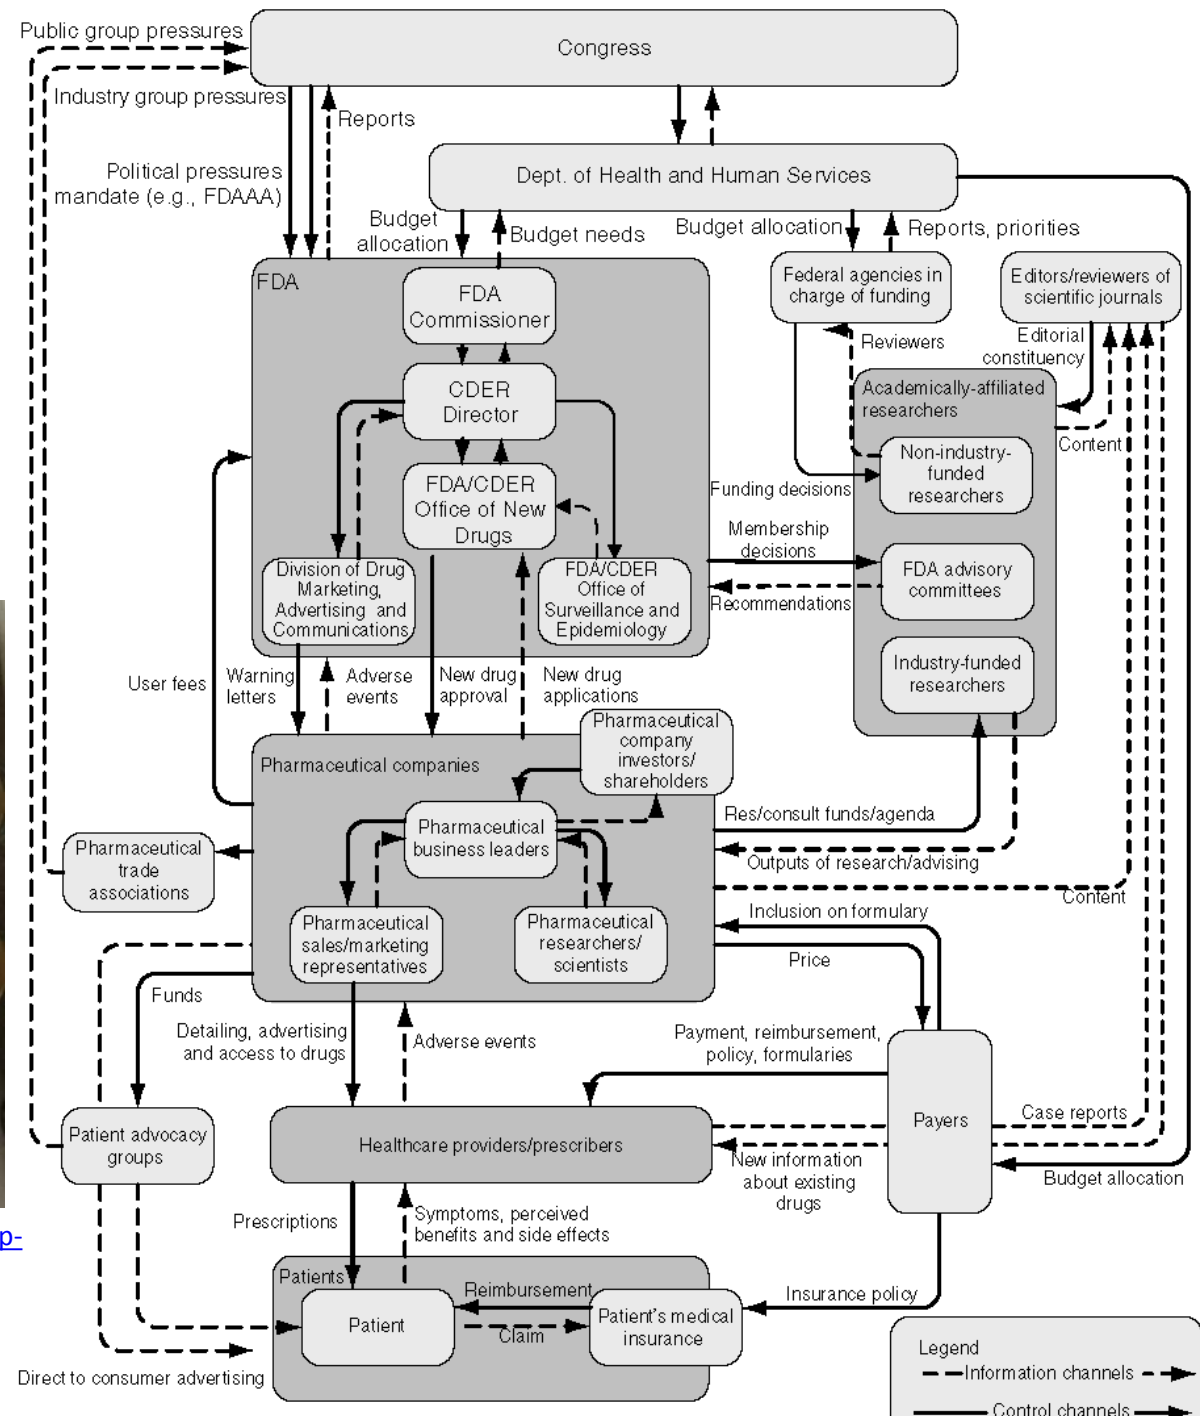 Public group pressures
Congress
Industry group pressures
Reports
Political pressures
mandate (e.g., FDAAA)
Dept. of Health and Human Services
Budget
allocation
Budget needs
Budget allocation
Reports, priorities
FDA
FDA
Commissioner
Federal agencies in
charge of funding
Editors/reviewers of
scientific journals
Reviewers
Editorial
constituency
CDER
Director
Academically-affiliated
researchers
Content
Non-industry-
funded
researchers
FDA/CDER
Office of New
Drugs
Funding decisions
Membership
decisions
Division of Drug
Marketing,
Advertising and
Communications
FDA/CDER
Office of
Surveillance and
Epidemiology
FDA advisory
committees
Recommendations
Industry-funded
researchers
User fees
Warning
letters
Adverse
events
New drug
approval
New drug
applications
Pharmaceutical
company
investors/
shareholders
Pharmaceutical companies
Pharmaceutical
business leaders
Res/consult funds/agenda
Pharmaceutical
trade
associations
Outputs of research/advising
Content
Inclusion on formulary
Pharmaceutical
sales/marketing
representatives
Pharmaceutical
researchers/
scientists
Price
Funds
Detailing, advertising
and access to drugs
Adverse events
Payment, reimbursement,
policy, formularies
Payers
Case reports
Patient advocacy
groups
Healthcare providers/prescribers
New information
about existing
drugs
Budget allocation
p-
Prescriptions
Symptoms, perceived
benefits and side effects
Patients
Reimbursement
Patient
Claim
Patient's medical
insurance
Insurance policy
Direct to consumer advertising
Legend
Information channels
Control channels